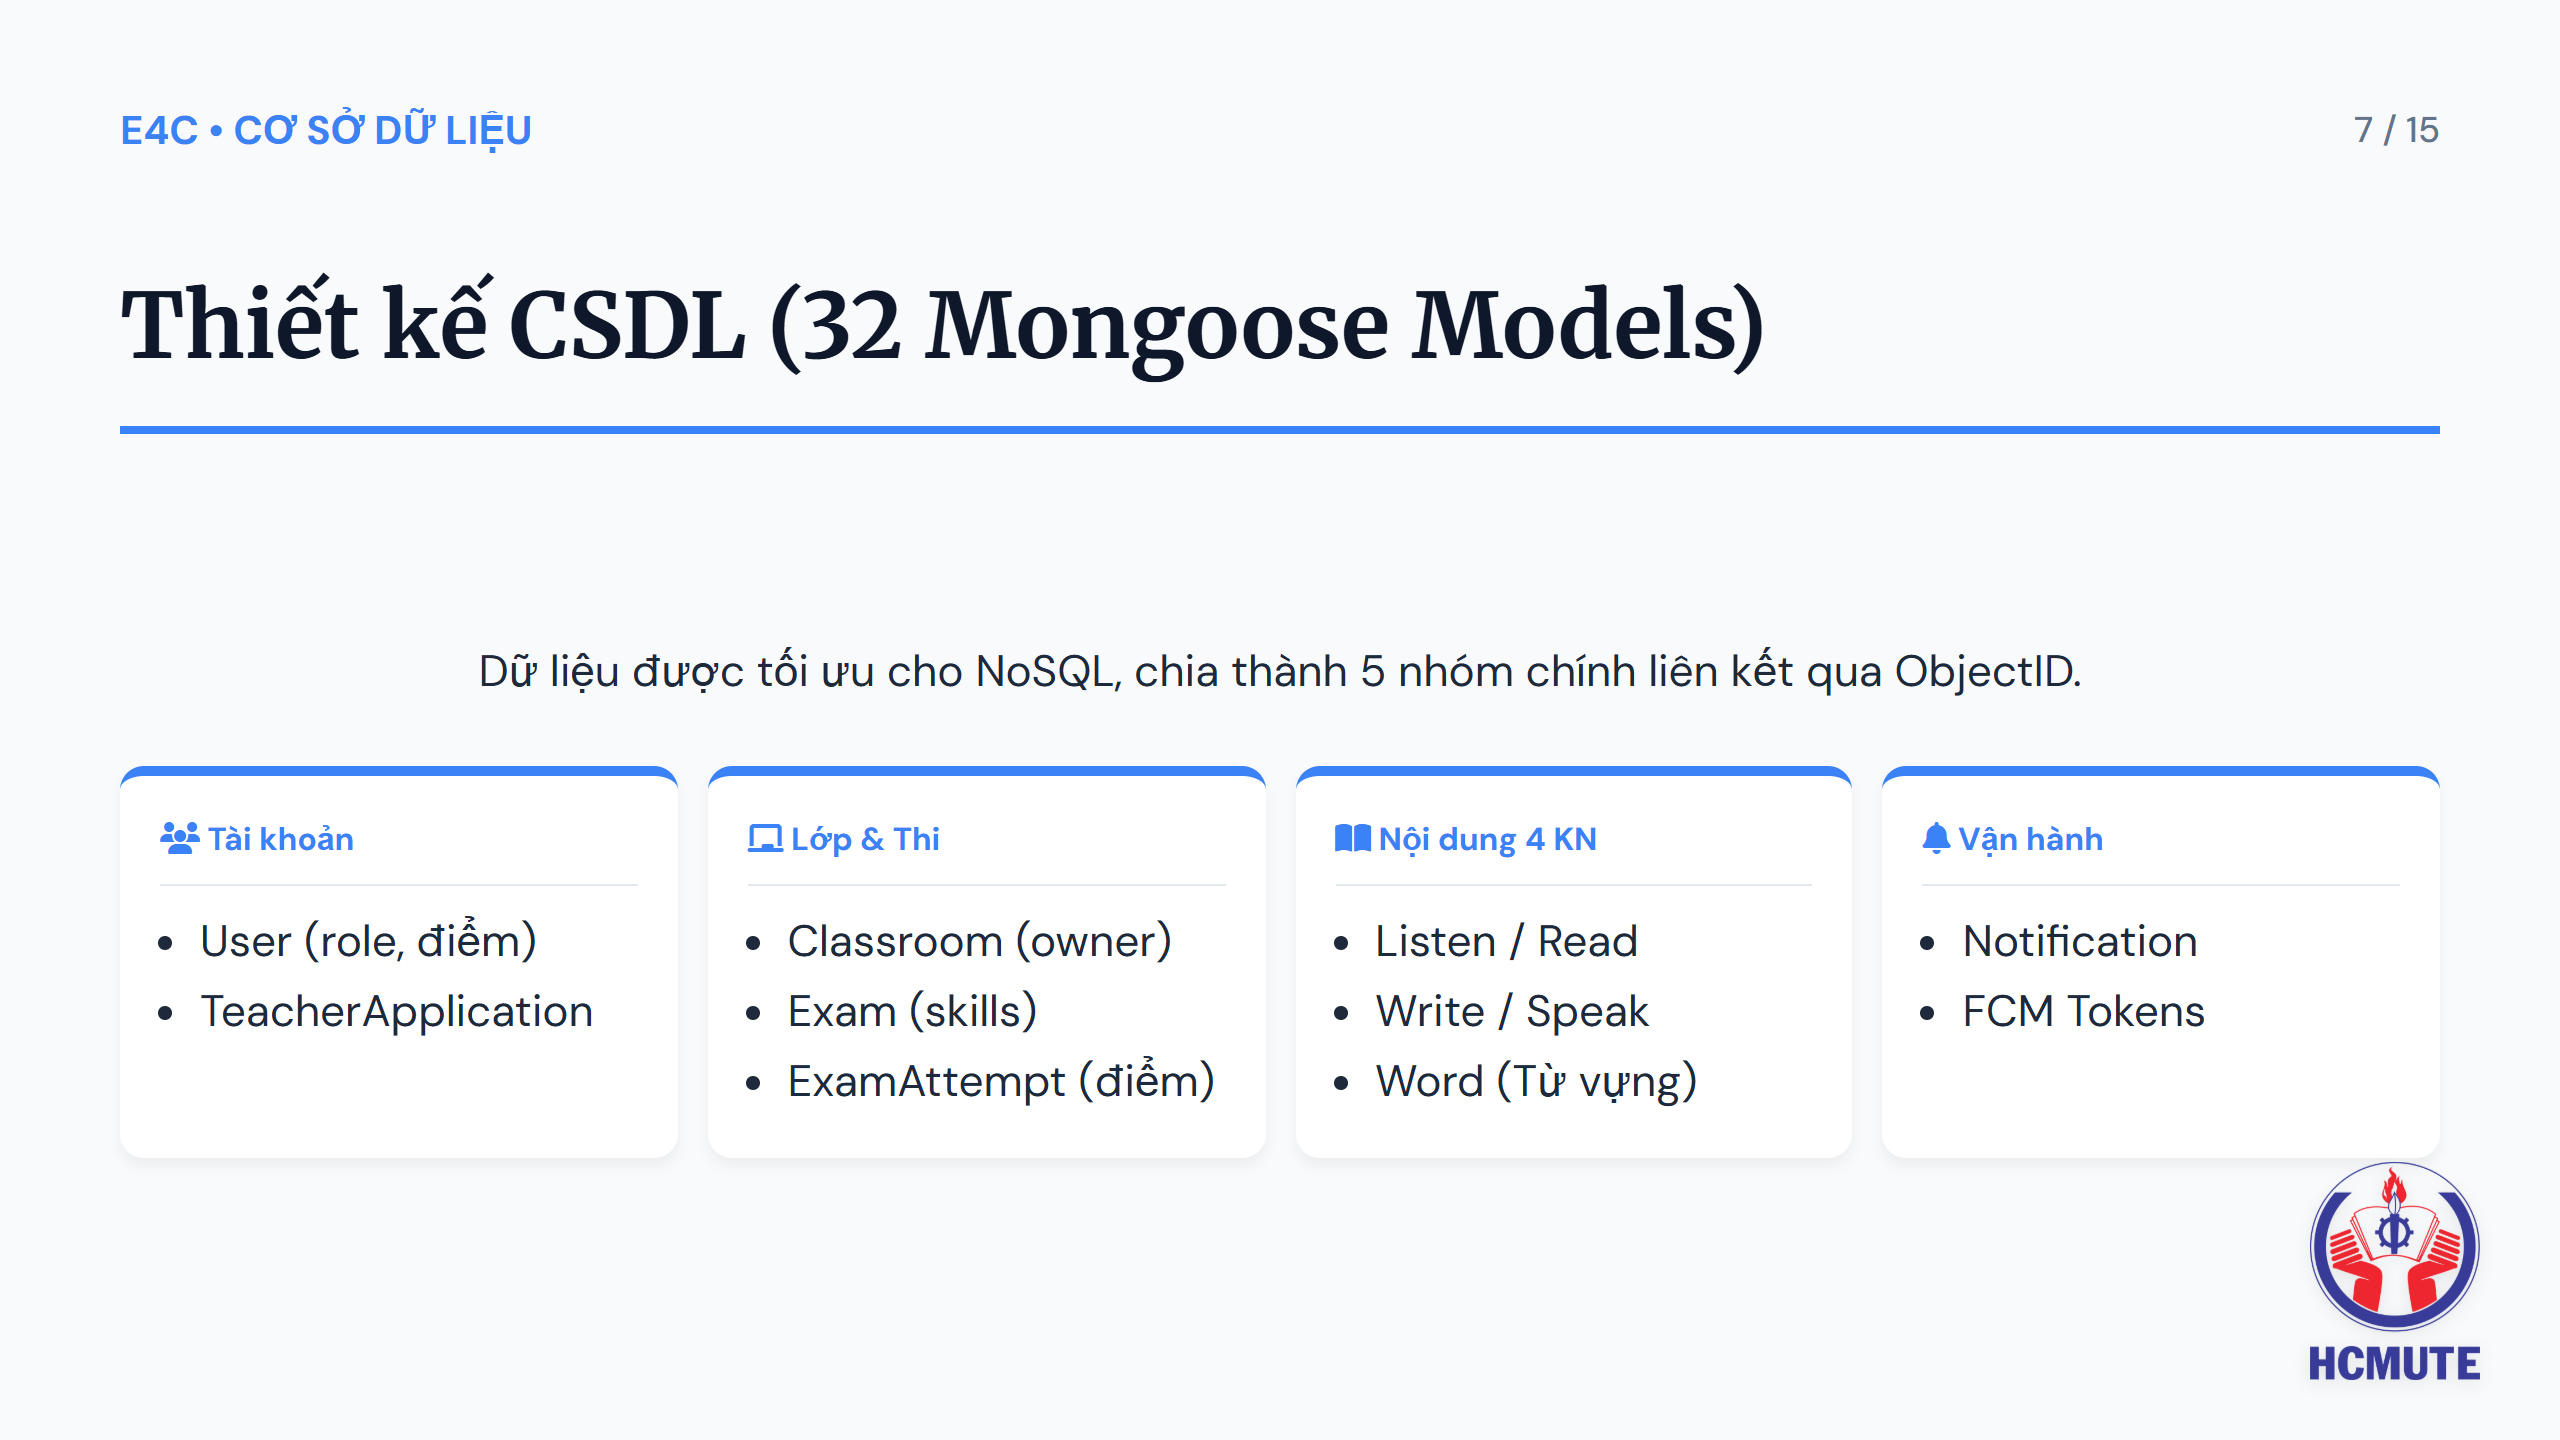 E4C • CƠ SỞ DỮ LIỆU
7 / 15
Thiết kế CSDL (32 Mongoose Models)
Dữ liệu được tối ưu cho NoSQL, chia thành 5 nhóm chính liên kết qua ObjectID.
Tài khoản
• User (role, điểm)
• TeacherApplication
Lớp & Thi
• Classroom (owner)
• Exam (skills)
• ExamAttempt (điểm)
Nội dung 4 KN
• Listen / Read
• Write / Speak
• Word (Từ vựng)
Vận hành
• Notification
• FCM Tokens
HCMUTE